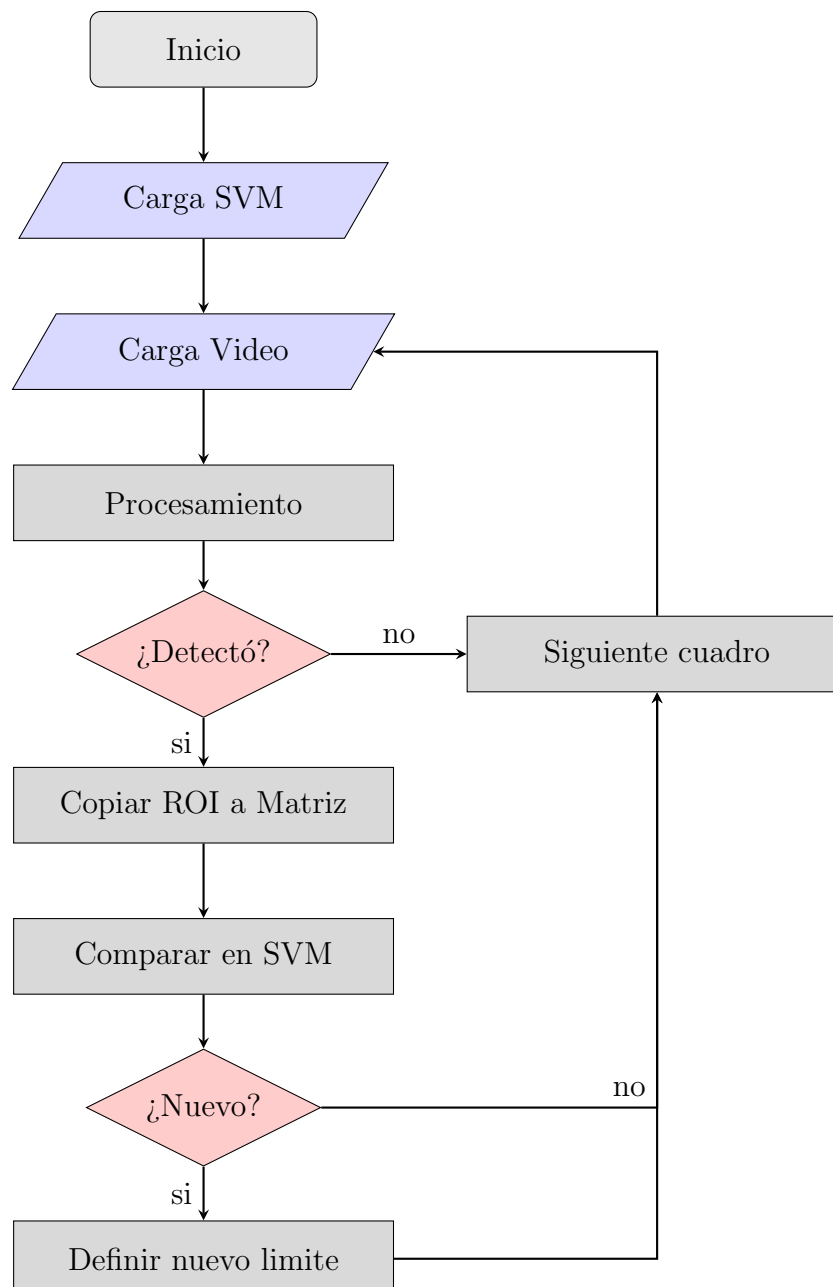 Inicio
Carga SVM
Carga Video
Procesamiento
¿Detectó?
no
Siguiente cuadro
si
Copiar ROI a Matriz
Comparar en SVM
¿Nuevo?
no
si
Definir nuevo limite